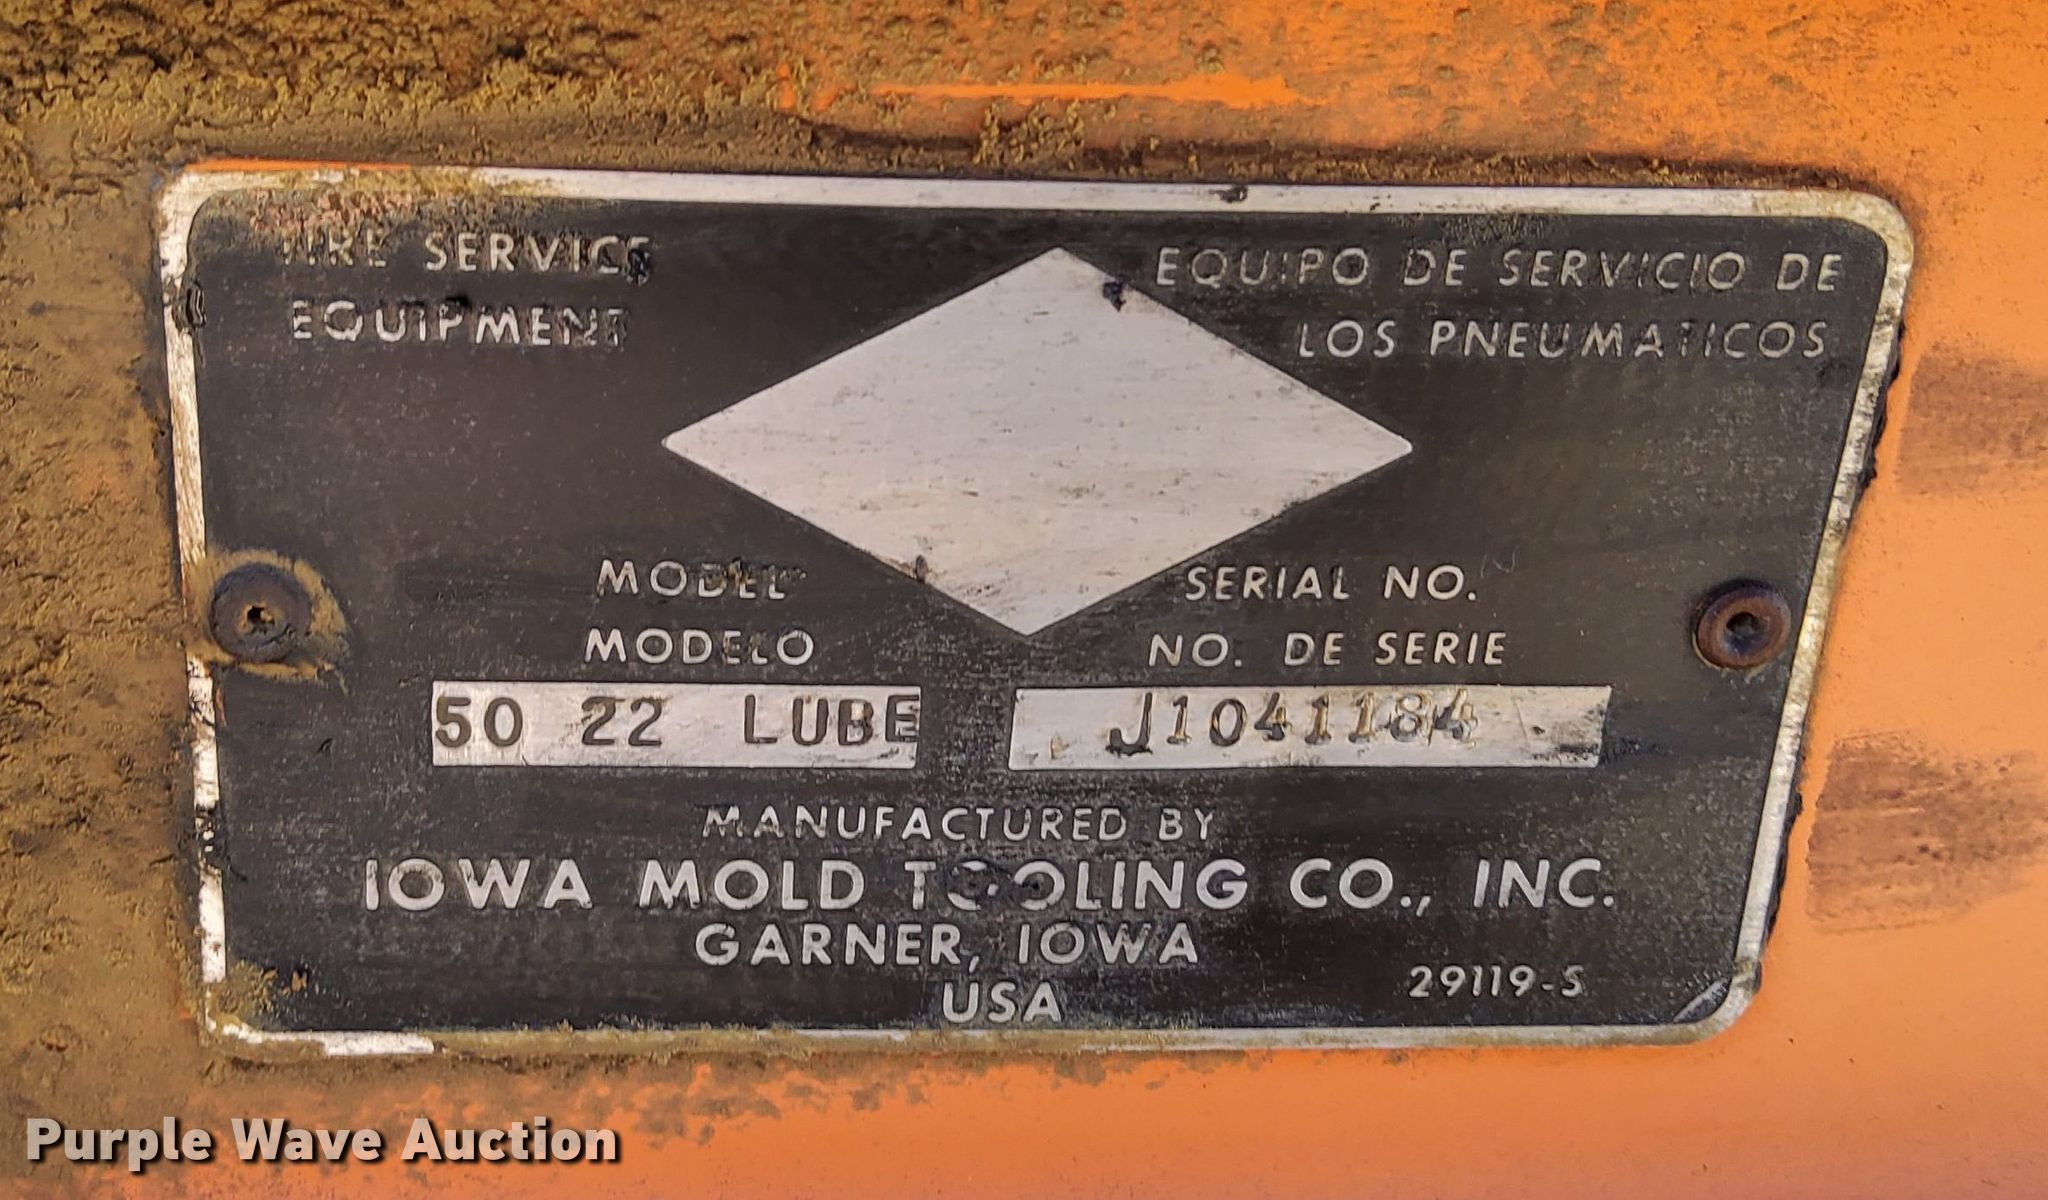 TIRE SERVICE
EQUIPMENT
EQUIPO DE SERVICIO DE
LOS PNEUMATICOS
MODEL
MODELO
50 22 LUBE
SERIAL NO.
NO. DE SERIE
J1041184
MANUFACTURED BY
IOWA MOLD TOOLING CO., INC.
GARNER, IOWA
USA
29119-S
Purple Wave Auction